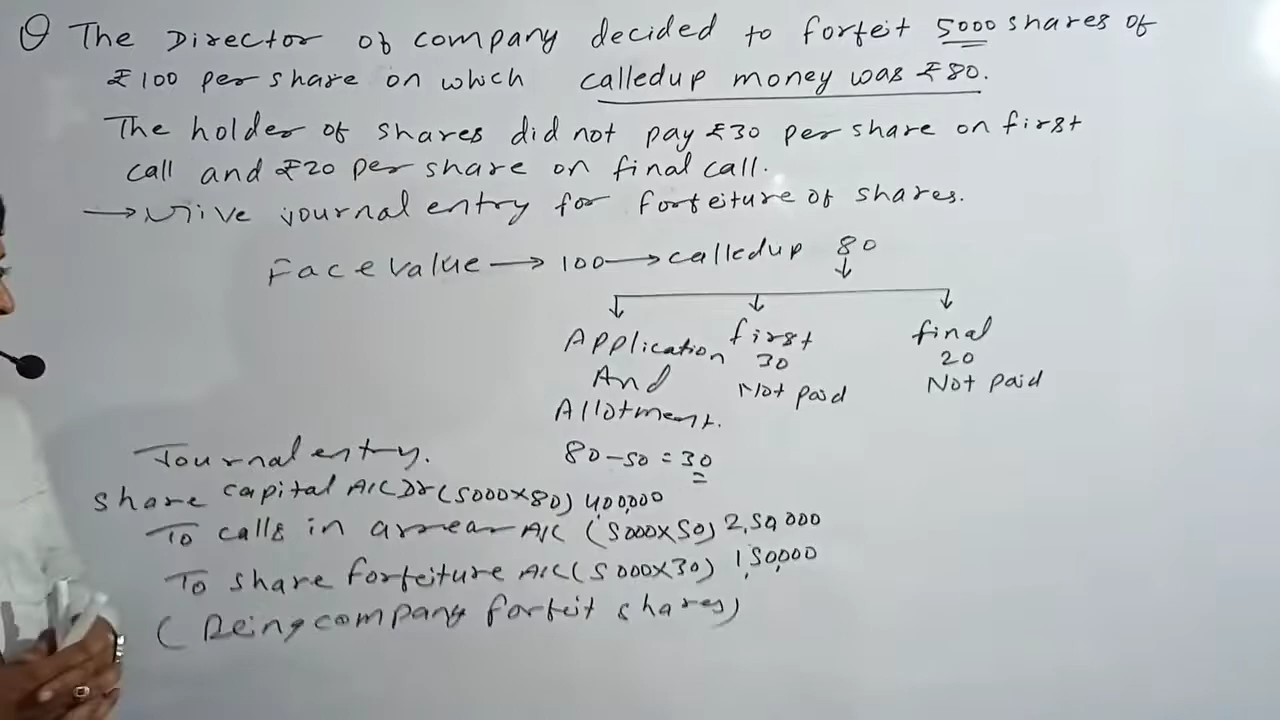 Q The Director of company decided to forfeit 5000 shares of
₹100 per share on which calledup money was ₹80.
The holder of shares did not pay ₹30 per share on first
call and ₹20 per share on final call.
→ Give journal entry for forfeiture of shares.
Face value → 100 → calledup 80
Application first final
30 20
And Not paid Not paid
Allotment.
80-50=30
Journal entry.
Share capital A/C Dr (5000×80) 400,000
To calls in arrear A/C (5000×50) 2,50,000
To share forfeiture A/C (5000×30) 1,50,000
(Being company forfeit shares)